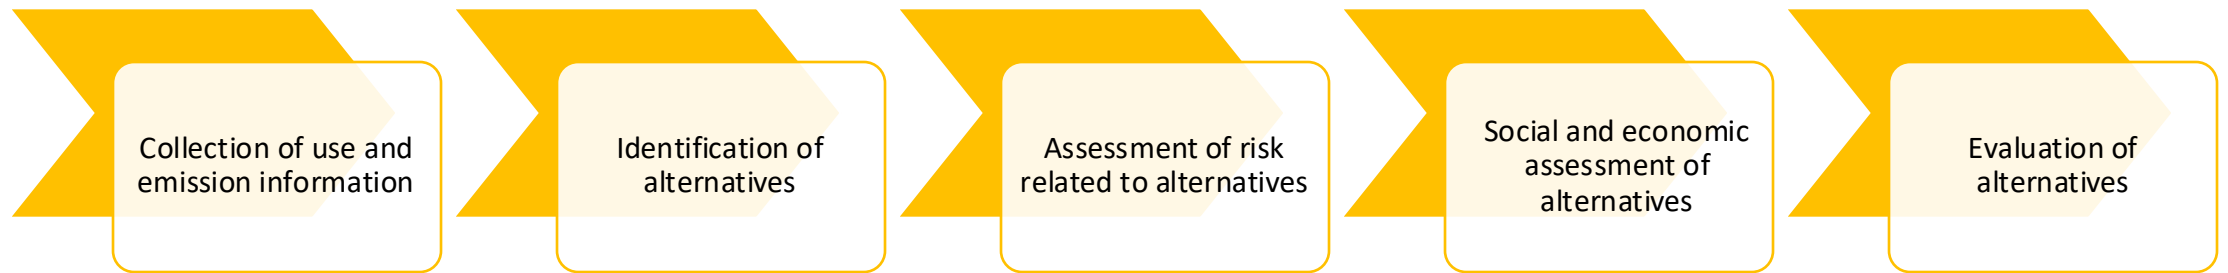 Collection of use and
emission information
Identification of
alternatives
Assessment of risk
related to alternatives
Social and economic
assessment of
alternatives
Evaluation of
alternatives